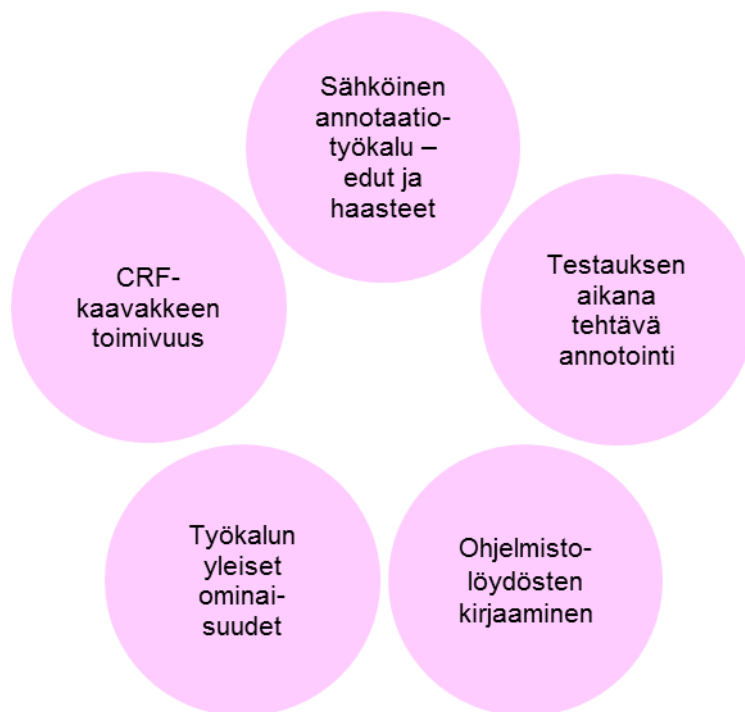 Sähköinen
annotaatio-
työkalu –
edut ja
haasteet
Testauksen
aikana
tehtävä
annotointi
Ohjelmisto-
löydösten
kirjaaminen
Työkalun
yleiset
ominai-
suudet
CRF-
kaavakkeen
toimivuus